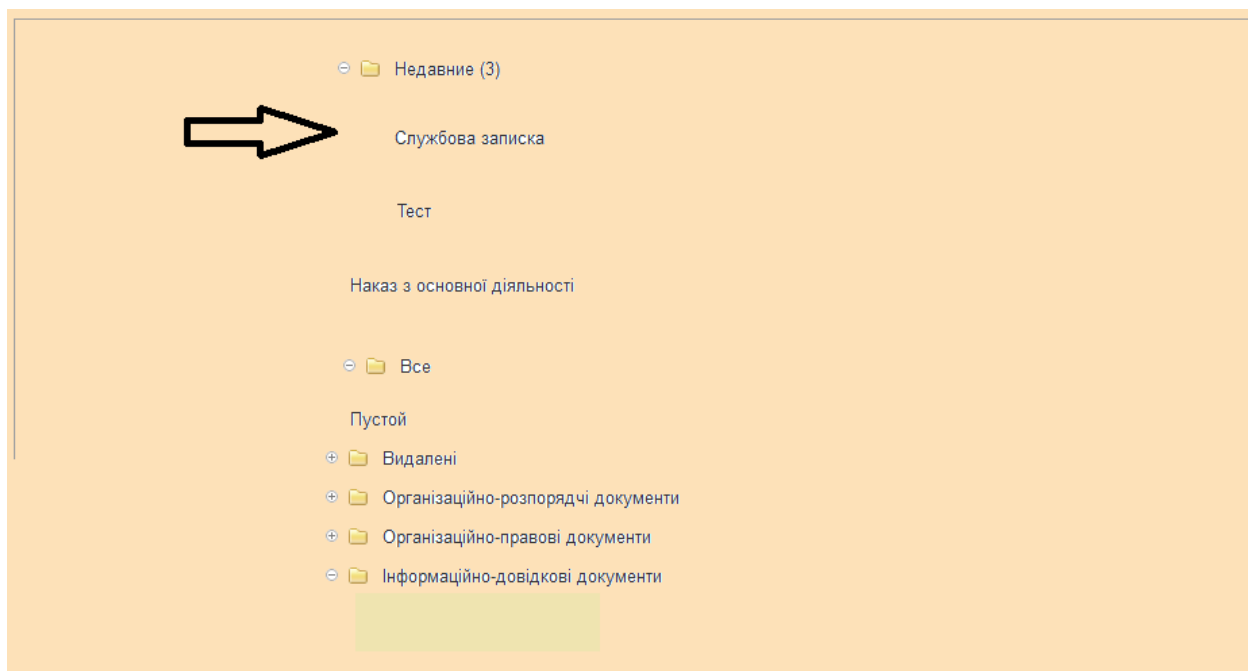 Недавние (3)
Службова записка
Тест
Наказ з основної діяльності
Все
Пустой
Видалені
Організаційно-розпорядчі документи
Організаційно-правові документи
Інформаційно-довідкові документи